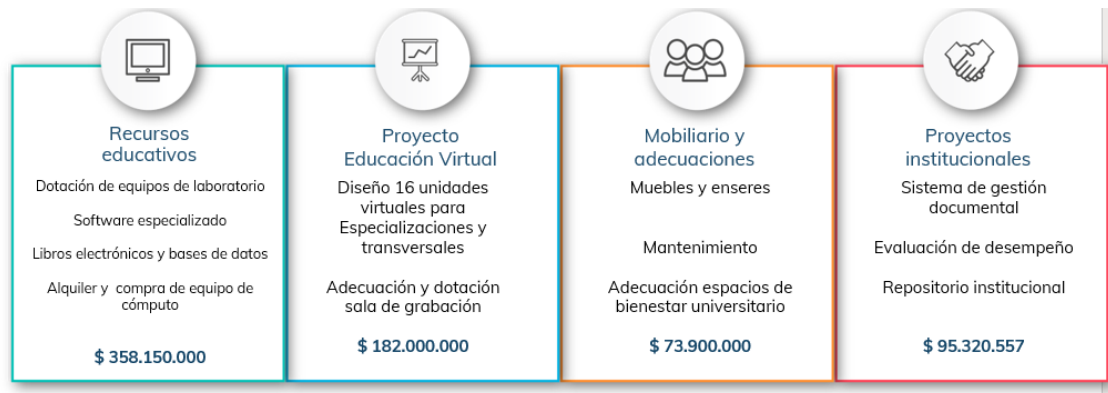 Recursos
educativos
Dotación de equipos de laboratorio
Software especializado
Libros electrónicos y bases de datos
Alquiler y compra de equipo de
cómputo
$ 358.150.000
Proyecto
Educación Virtual
Diseño 16 unidades
virtuales para
Especializaciones y
transversales
Adecuación y dotación
sala de grabación
$ 182.000.000
Mobiliario y
adecuaciones
Muebles y enseres
Mantenimiento
Adecuación espacios de
bienestar universitario
$ 73.900.000
Proyectos
institucionales
Sistema de gestión
documental
Evaluación de desempeño
Repositorio institucional
$ 95.320.557